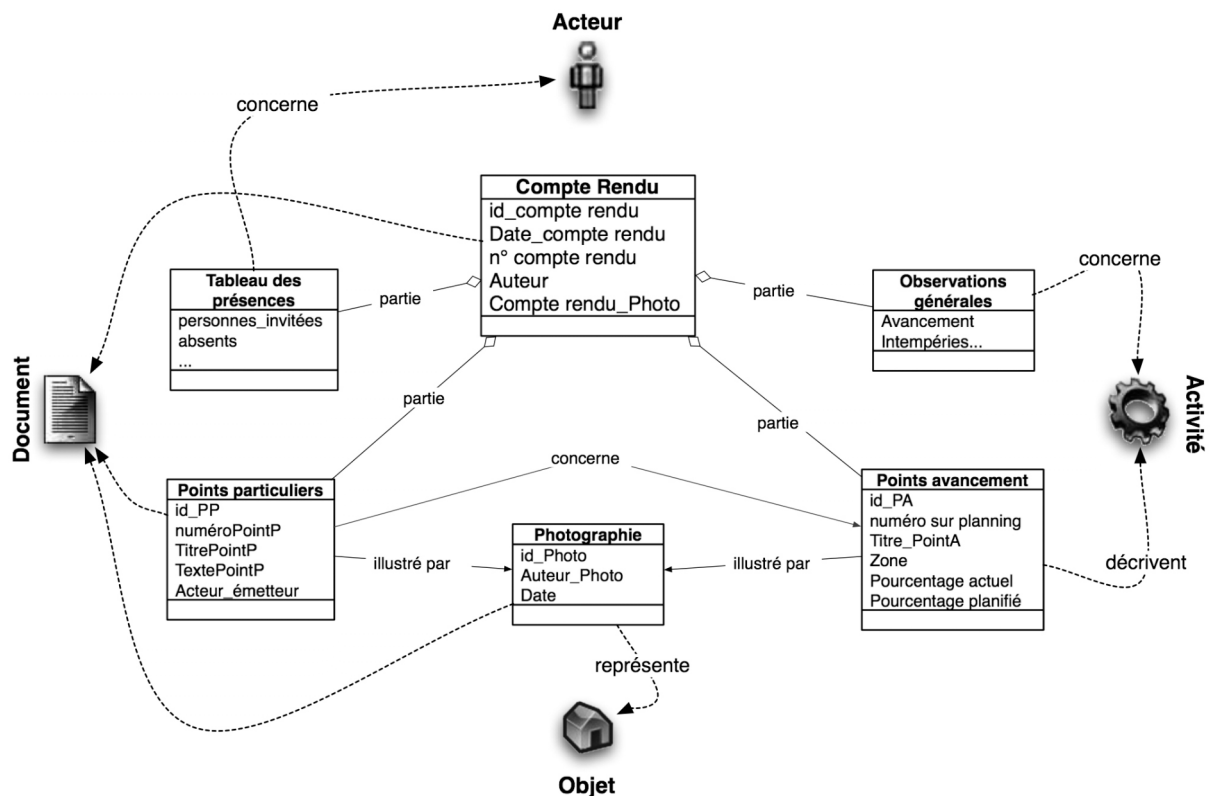 Acteur
concerne
Compte Rendu
id_compte rendu
Date_compte rendu
n° compte rendu
Auteur
Compte rendu_Photo
Tableau des
présences
personnes_invitées
absents
...
partie
partie
Observations
générales
Avancement
Intempéries...
concerne
Document
Activité
partie
partie
concerne
Points particuliers
id_PP
numéroPointP
TitrePointP
TextePointP
Acteur_émetteur
illustré par
Photographie
id_Photo
Auteur_Photo
Date
illustré par
Points avancement
id_PA
numéro sur planning
Titre_PointA
Zone
Pourcentage actuel
Pourcentage planifié
décrivent
représente
Objet